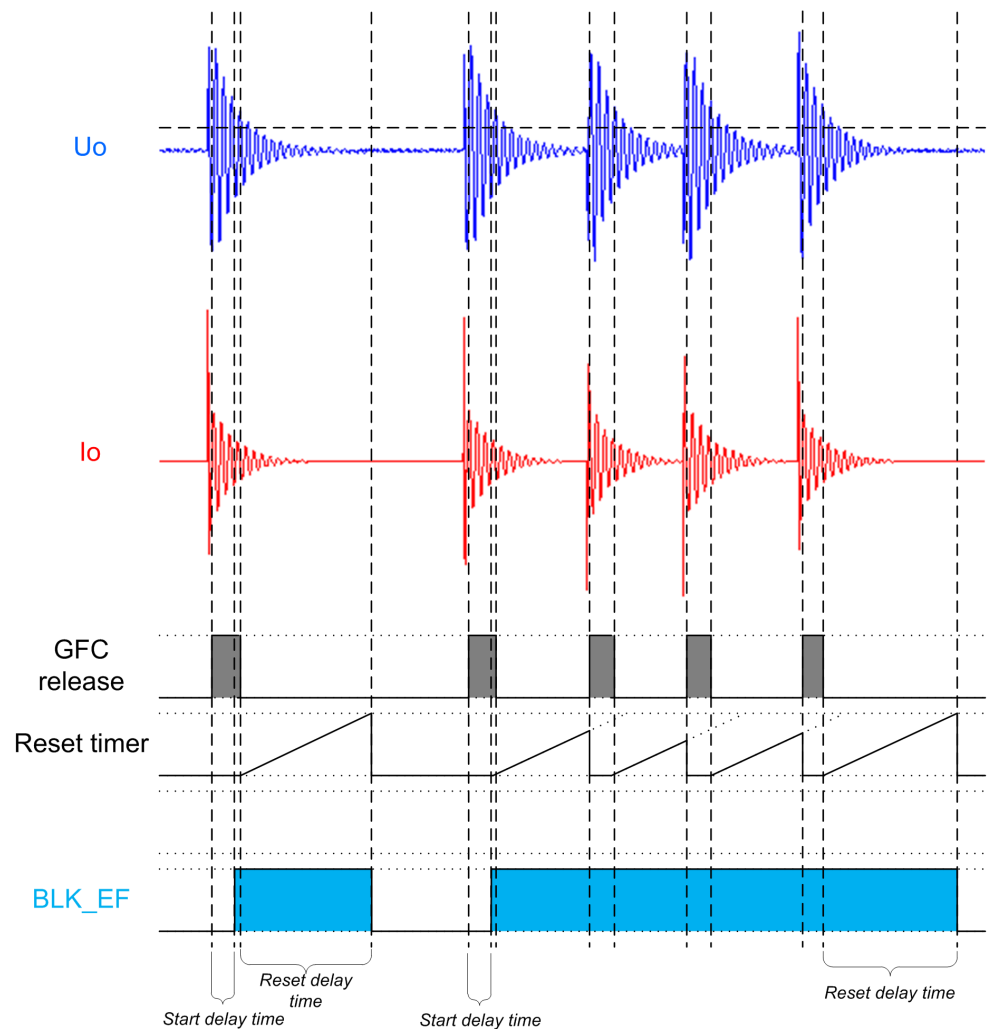 Uo
Io
GFC
release
Reset timer
BLK_EF
Reset delay
time
Start delay time
Start delay time
Reset delay time